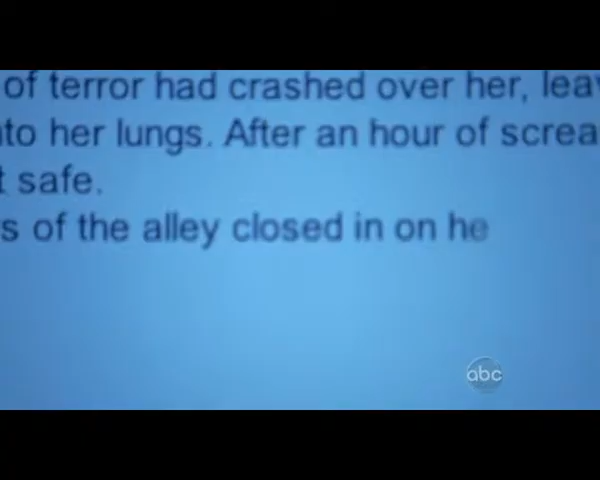 of terror had crashed over her, lea
to her lungs. After an hour of screa
t safe.
s of the alley closed in on he
abc